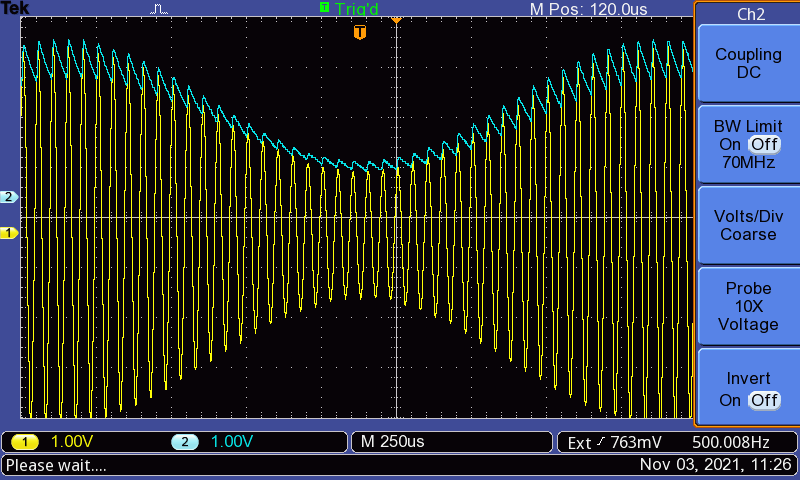 Tek Trig'd M Pos: 120.0us
T
Ch2
Coupling
DC
BW Limit
On Off
70MHz
Volts/Div
Coarse
Probe
10X
Voltage
Invert
On Off
2
1
1 1.00V 2 1.00V M 250us Ext 763mV 500.008Hz
Please wait.... Nov 03, 2021, 11:26